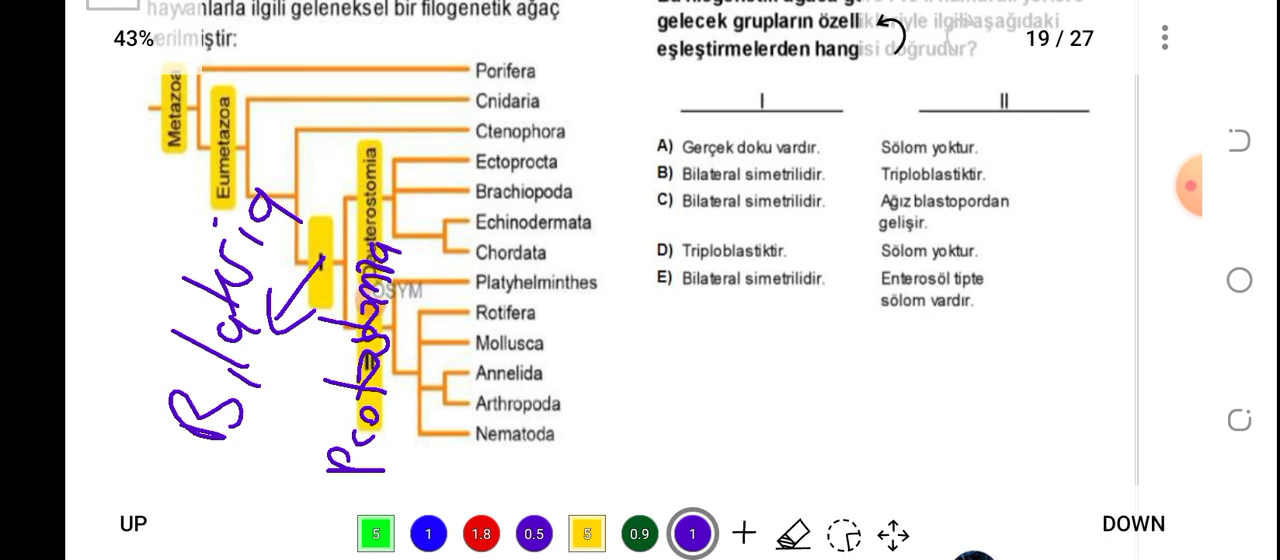 hayvanlarla ilgili geleneksel bir filogenetik ağaç
verilmiştir:
43%
Metazoa
Eumetazoa
Deuterostomia
I
II
Porifera
Cnidaria
Ctenophora
Ectoprocta
Brachiopoda
Echinodermata
Chordata
Platyhelminthes
Rotifera
Mollusca
Annelida
Arthropoda
Nematoda
ÖSYM
gelecek grupların özellikleriyle ilgili aşağıdaki
eşleştirmelerden hangisi doğrudur?
19 / 27
I II
A) Gerçek doku vardır. Sölom yoktur.
B) Bilateral simetrilidir. Triploblastiktir.
C) Bilateral simetrilidir. Ağız blastopordan
gelişir.
D) Triploblastiktir. Sölom yoktur.
E) Bilateral simetrilidir. Enterosöl tipte
sölom vardır.
UP
5 1 1.8 0.5 5 0.9 1
DOWN